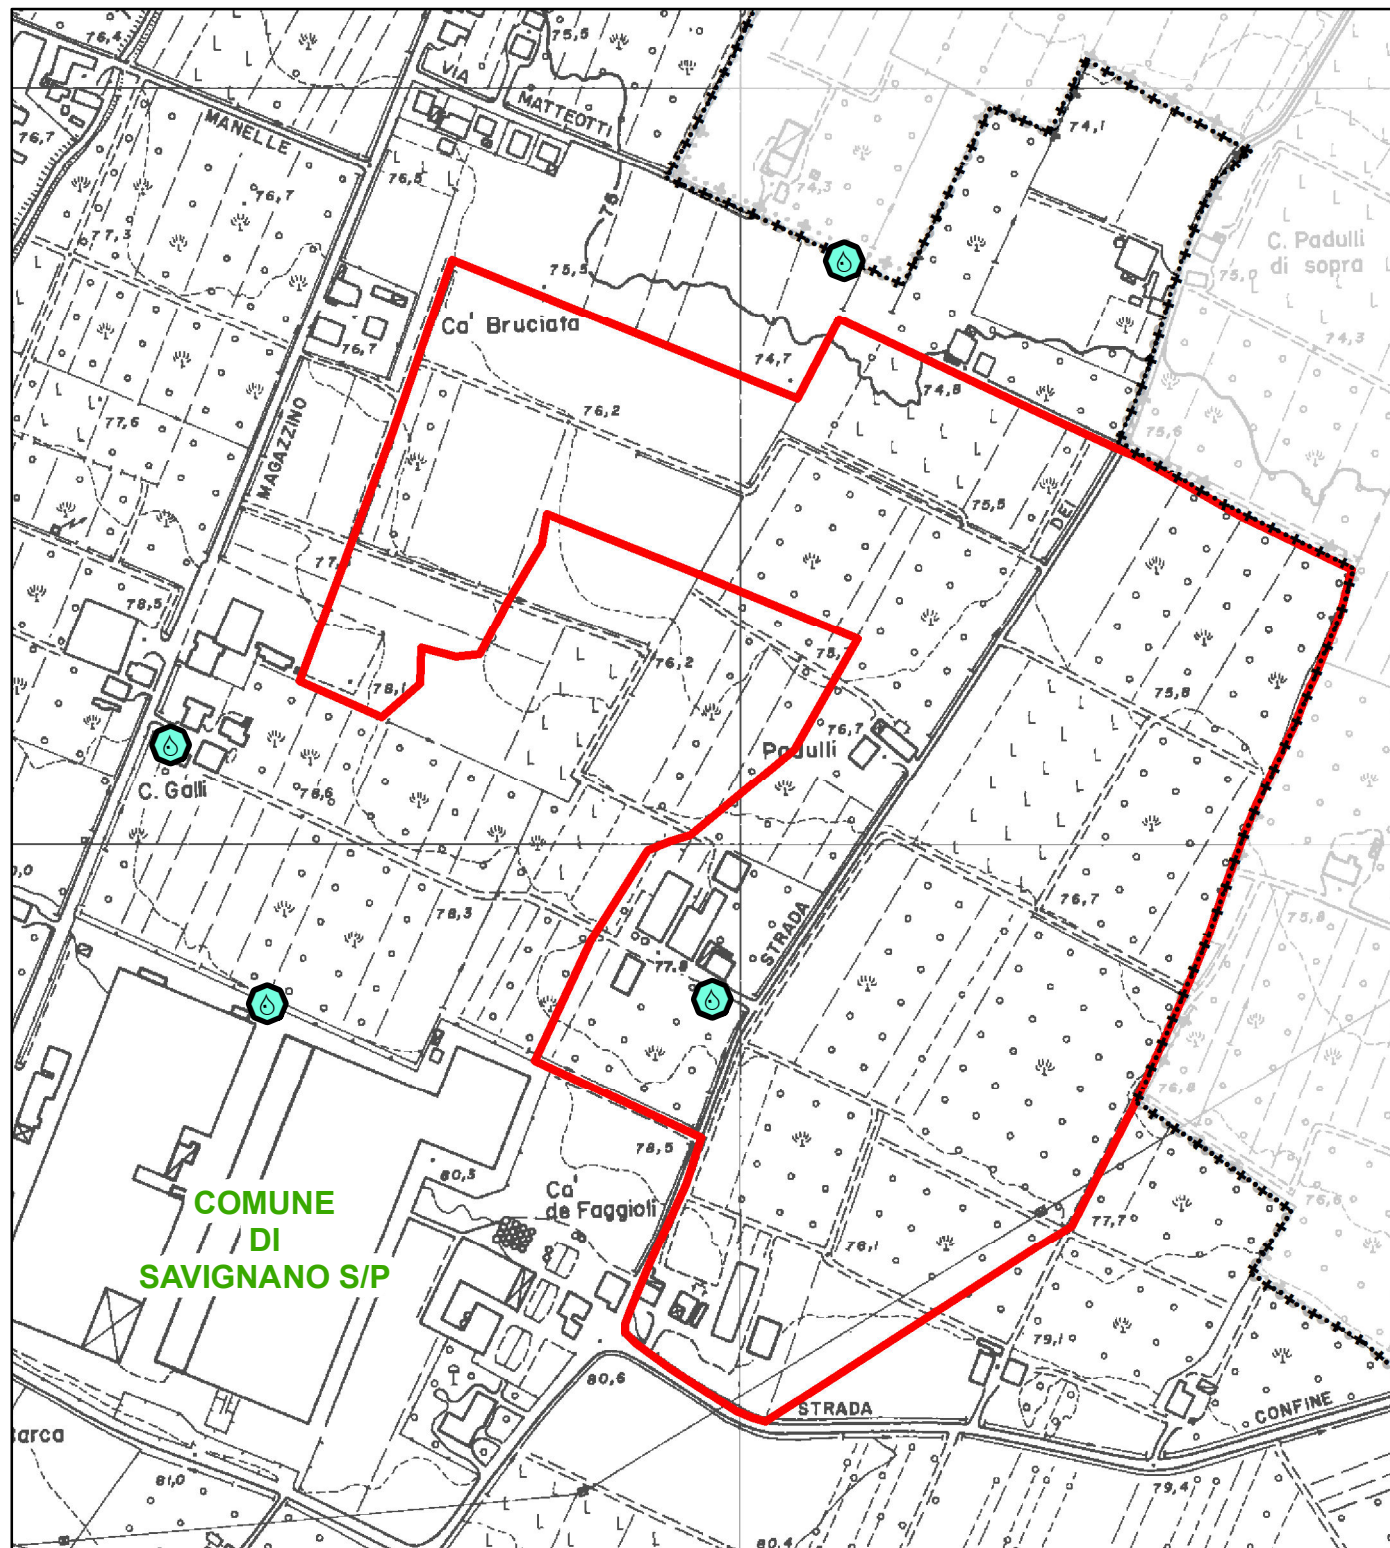 76,4
75,5
VIA
MATTEOTTI
MANELLE
76,7
74,1
76,5
74,3
76,7
76
77,3
C. Padulli
di sopra
75,0
75,5
Ca' Bruciata
76,7
74,7
74,3
74,8
76,2
MAGAZZINO
77,6
75,6
75,5
DEI
78,5
76,2
78,1
75,8
76,7
Padulli
C. Galli
78,6
78,3
76,7
75,8
STRADA
77,8
76,8
78,5
80,3
Ca'
de Faggioli
COMUNE
DI
SAVIGNANO S/P
76,6
77,7
78,1
79,1
80,6
STRADA
CONFINE
81,0
79,4
80,4